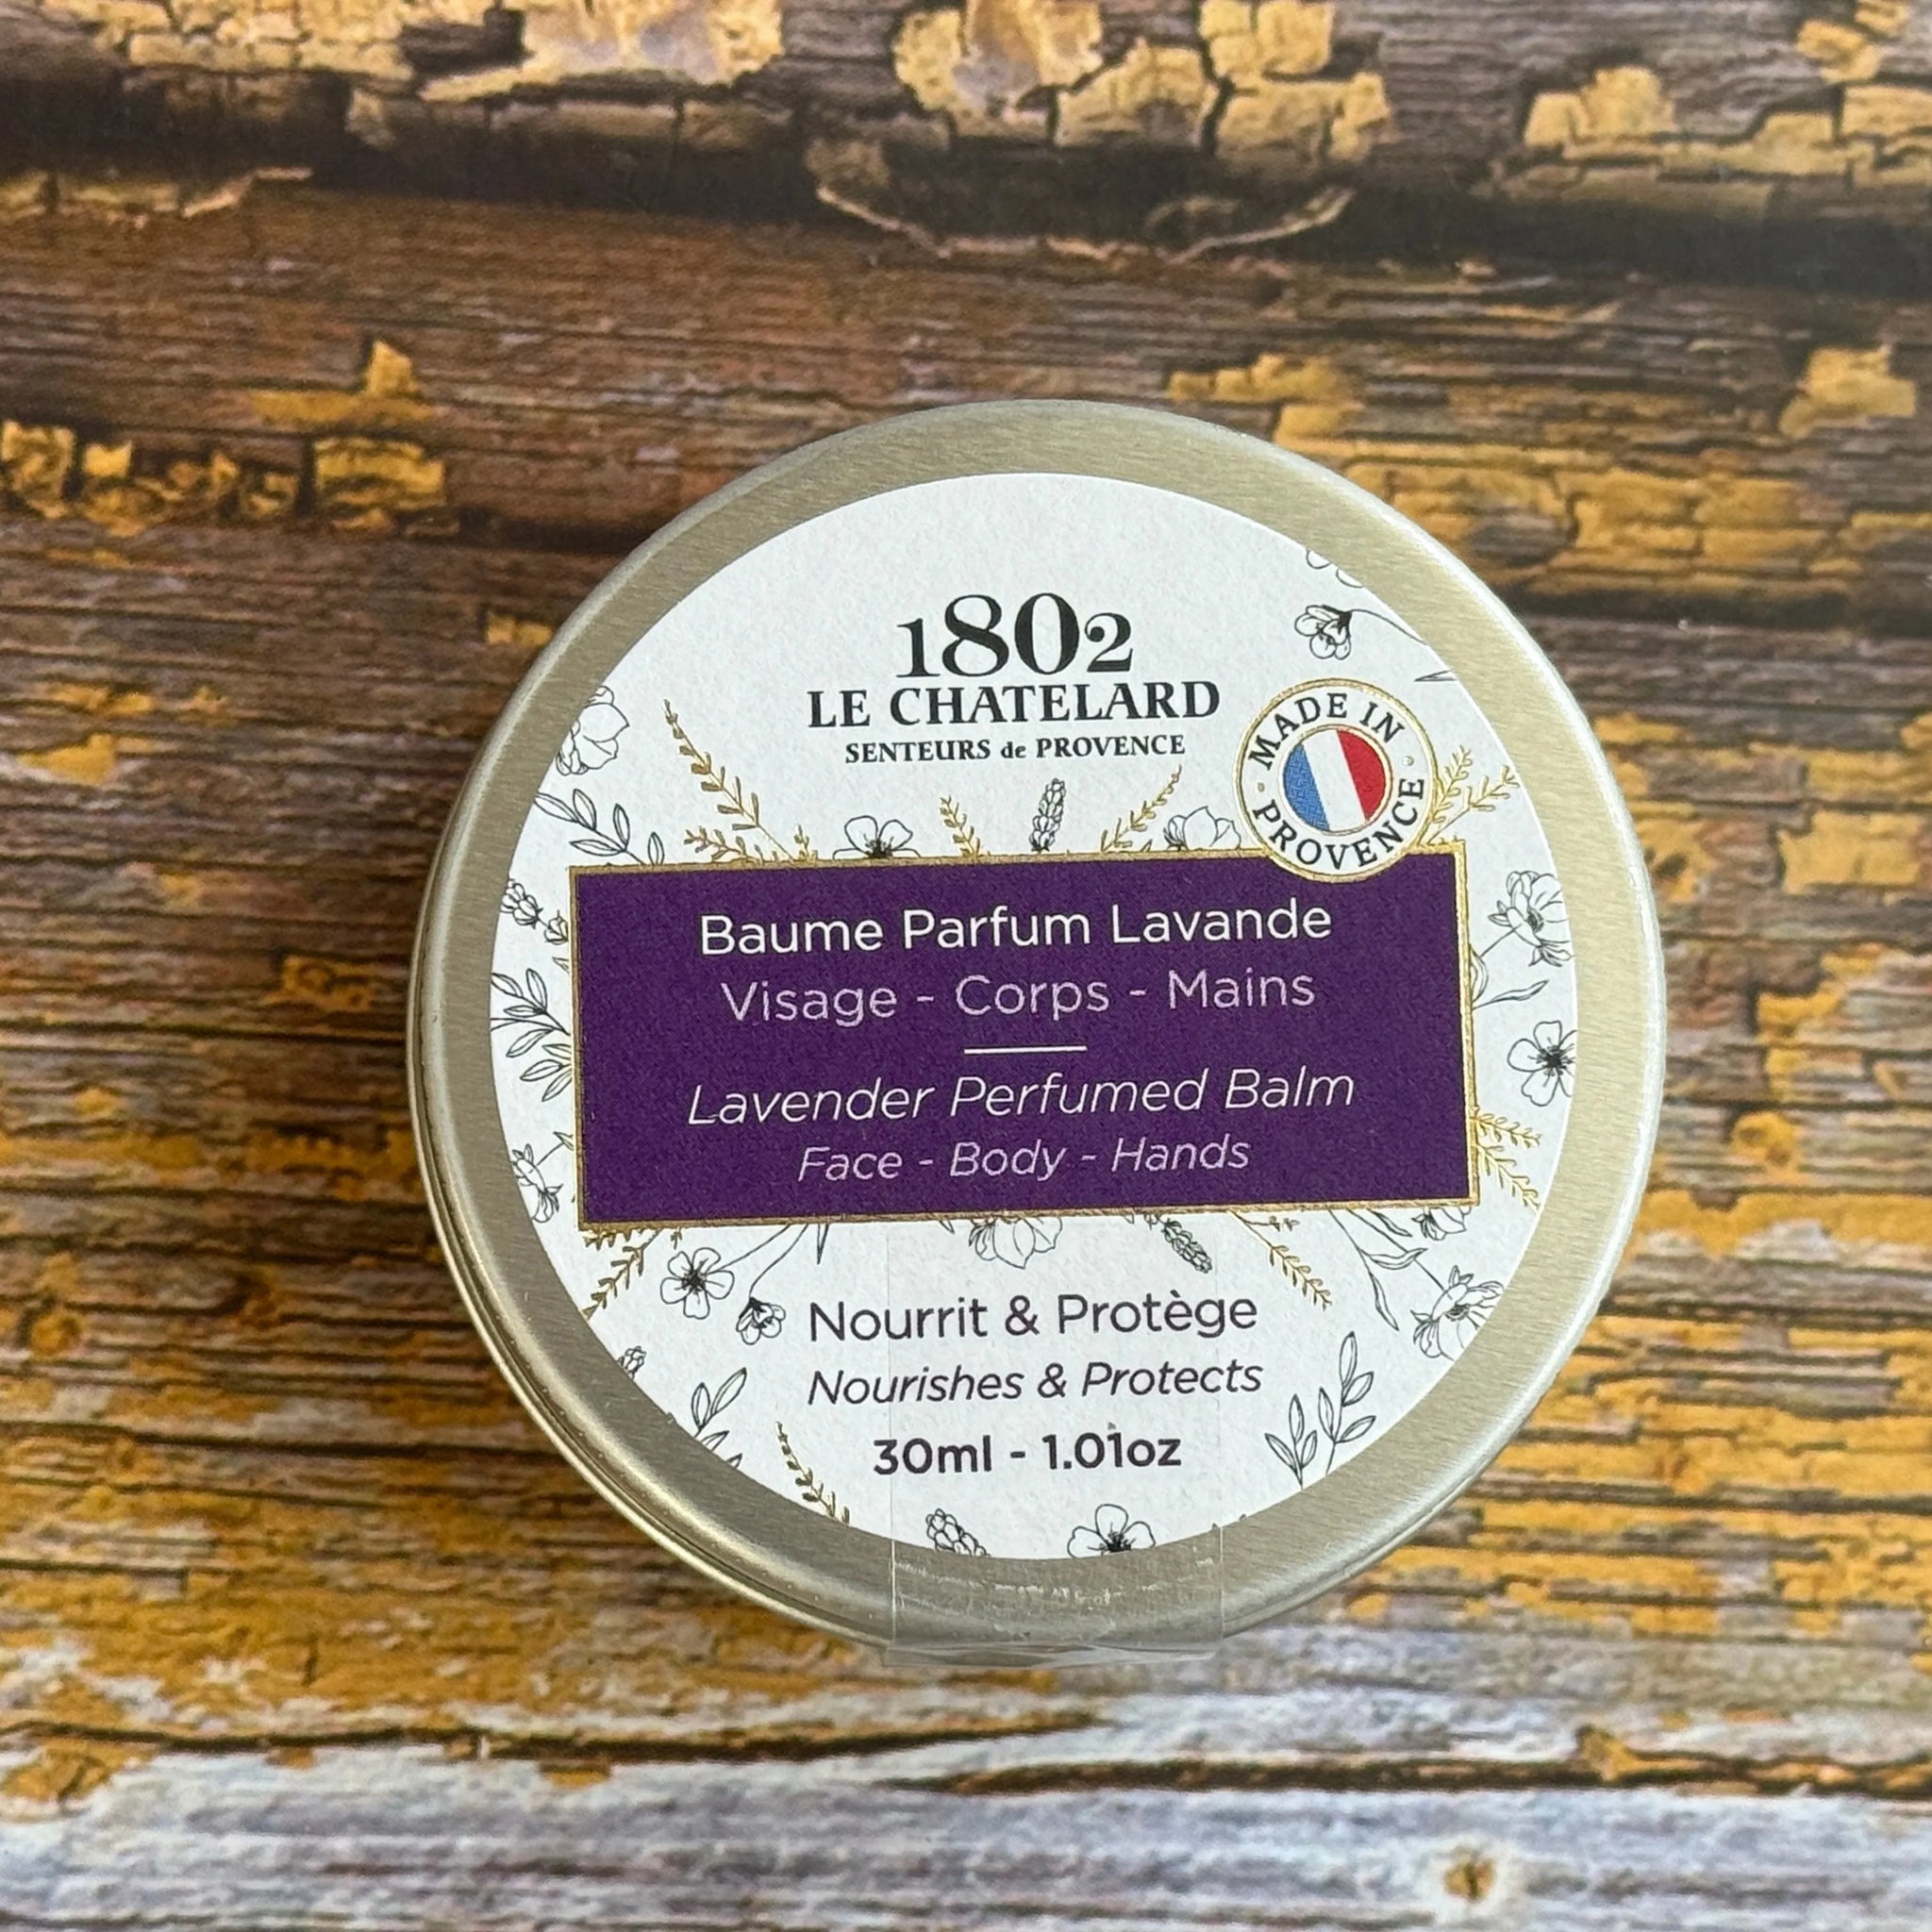 1802
LE CHATELARD
SENTEURS de PROVENCE
MADE IN
PROVENCE
Baume Parfum Lavande
Visage - Corps - Mains
Lavender Perfumed Balm
Face - Body - Hands
Nourrit & Protège
Nourishes & Protects
30ml - 1.01oz